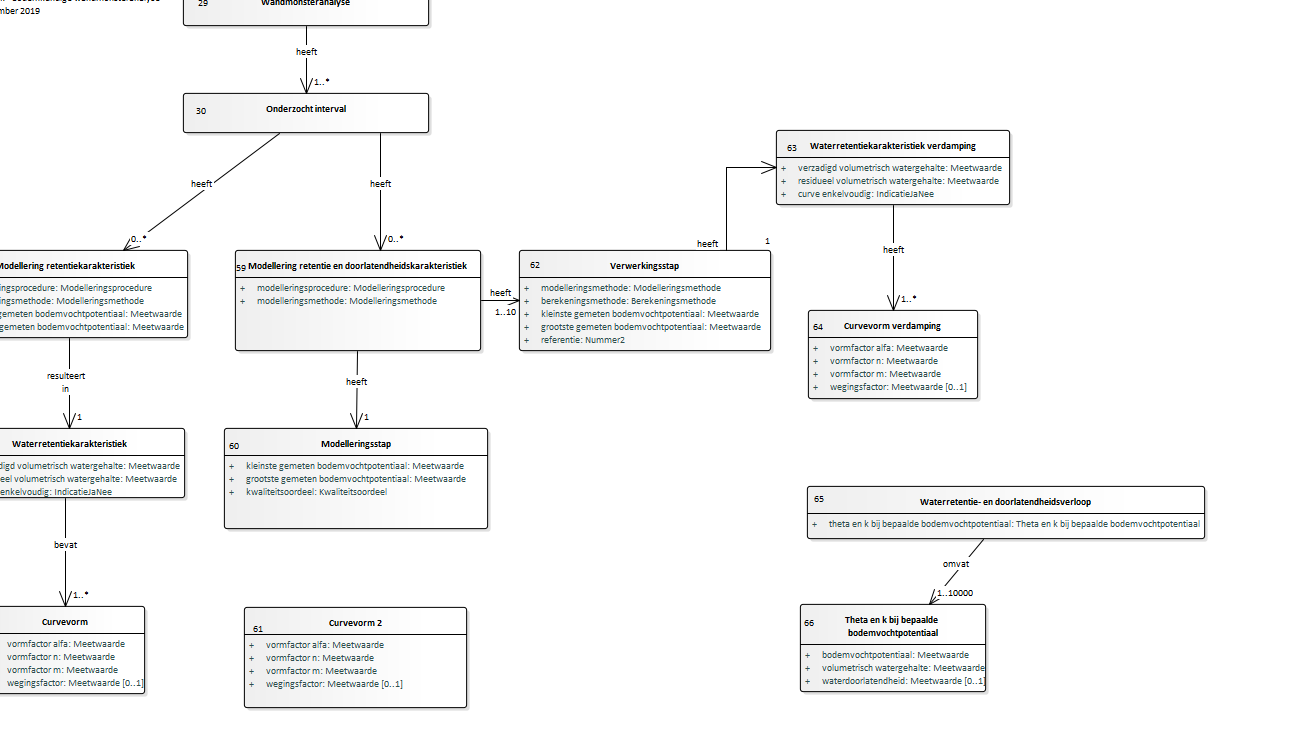 mber 2019
29
Wandmonsteranalyse
heeft
1..*
30
Onderzocht interval
heeft
heeft
0..*
0..*
Modellering retentiekarakteristiek
ingsprocedure: Modelleringsprocedure
ingsmethode: Modelleringsmethode
gemeten bodemvochtpotentiaal: Meetwaarde
gemeten bodemvochtpotentiaal: Meetwaarde
59
Modellering retentie en doorlatendheidskarakteristiek
+ modelleringsprocedure: Modelleringsprocedure
+ modelleringsmethode: Modelleringsmethode
heeft
1..10
62
Verwerkingsstap
+ modelleringsmethode: Modelleringsmethode
+ berekeningsmethode: Berekeningsmethode
+ kleinste gemeten bodemvochtpotentiaal: Meetwaarde
+ grootste gemeten bodemvochtpotentiaal: Meetwaarde
+ referentie: Nummer2
heeft
1
63
Waterretentiekarakteristiek verdamping
+ verzadigd volumetrisch watergehalte: Meetwaarde
+ residueel volumetrisch watergehalte: Meetwaarde
+ curve enkelvoudig: IndicatieJaNee
heeft
1..*
64
Curvevorm verdamping
+ vormfactor alfa: Meetwaarde
+ vormfactor n: Meetwaarde
+ vormfactor m: Meetwaarde
+ wegingsfactor: Meetwaarde [0..1]
resulteert
in
1
heeft
1
Waterretentiekarakteristiek
digd volumetrisch watergehalte: Meetwaarde
eel volumetrisch watergehalte: Meetwaarde
enkelvoudig: IndicatieJaNee
60
Modelleringsstap
+ kleinste gemeten bodemvochtpotentiaal: Meetwaarde
+ grootste gemeten bodemvochtpotentiaal: Meetwaarde
+ kwaliteitsoordeel: Kwaliteitsoordeel
65
Waterretentie- en doorlatendheidsverloop
+ theta en k bij bepaalde bodemvochtpotentiaal: Theta en k bij bepaalde bodemvochtpotentiaal
bevat
1..*
omvat
1..10000
Curvevorm
vormfactor alfa: Meetwaarde
vormfactor n: Meetwaarde
vormfactor m: Meetwaarde
wegingsfactor: Meetwaarde [0..1]
61
Curvevorm 2
+ vormfactor alfa: Meetwaarde
+ vormfactor n: Meetwaarde
+ vormfactor m: Meetwaarde
+ wegingsfactor: Meetwaarde [0..1]
66
Theta en k bij bepaalde
bodemvochtpotentiaal
+ bodemvochtpotentiaal: Meetwaarde
+ volumetrisch watergehalte: Meetwaarde
+ waterdoorlatendheid: Meetwaarde [0..1]